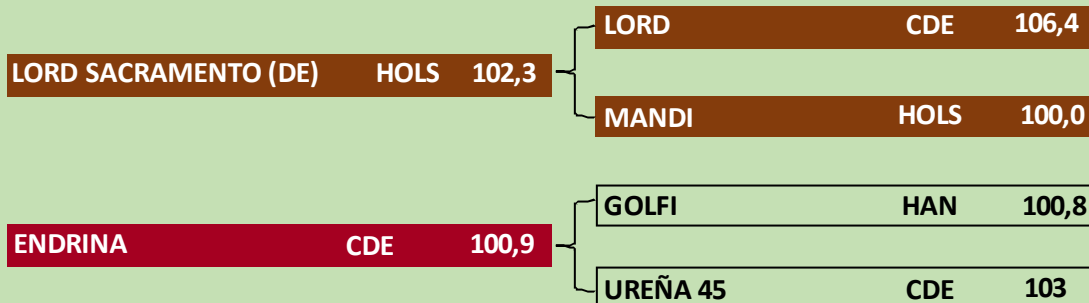 LORD CDE 106,4
LORD SACRAMENTO (DE) HOLS 102,3
MANDI HOLS 100,0
GOLFI HAN 100,8
ENDRINA CDE 100,9
UREÑA 45 CDE 103